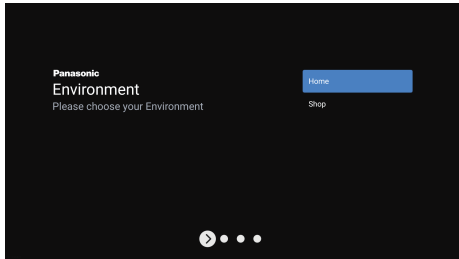 Panasonic
Environment
Please choose your Environment
Home
Shop